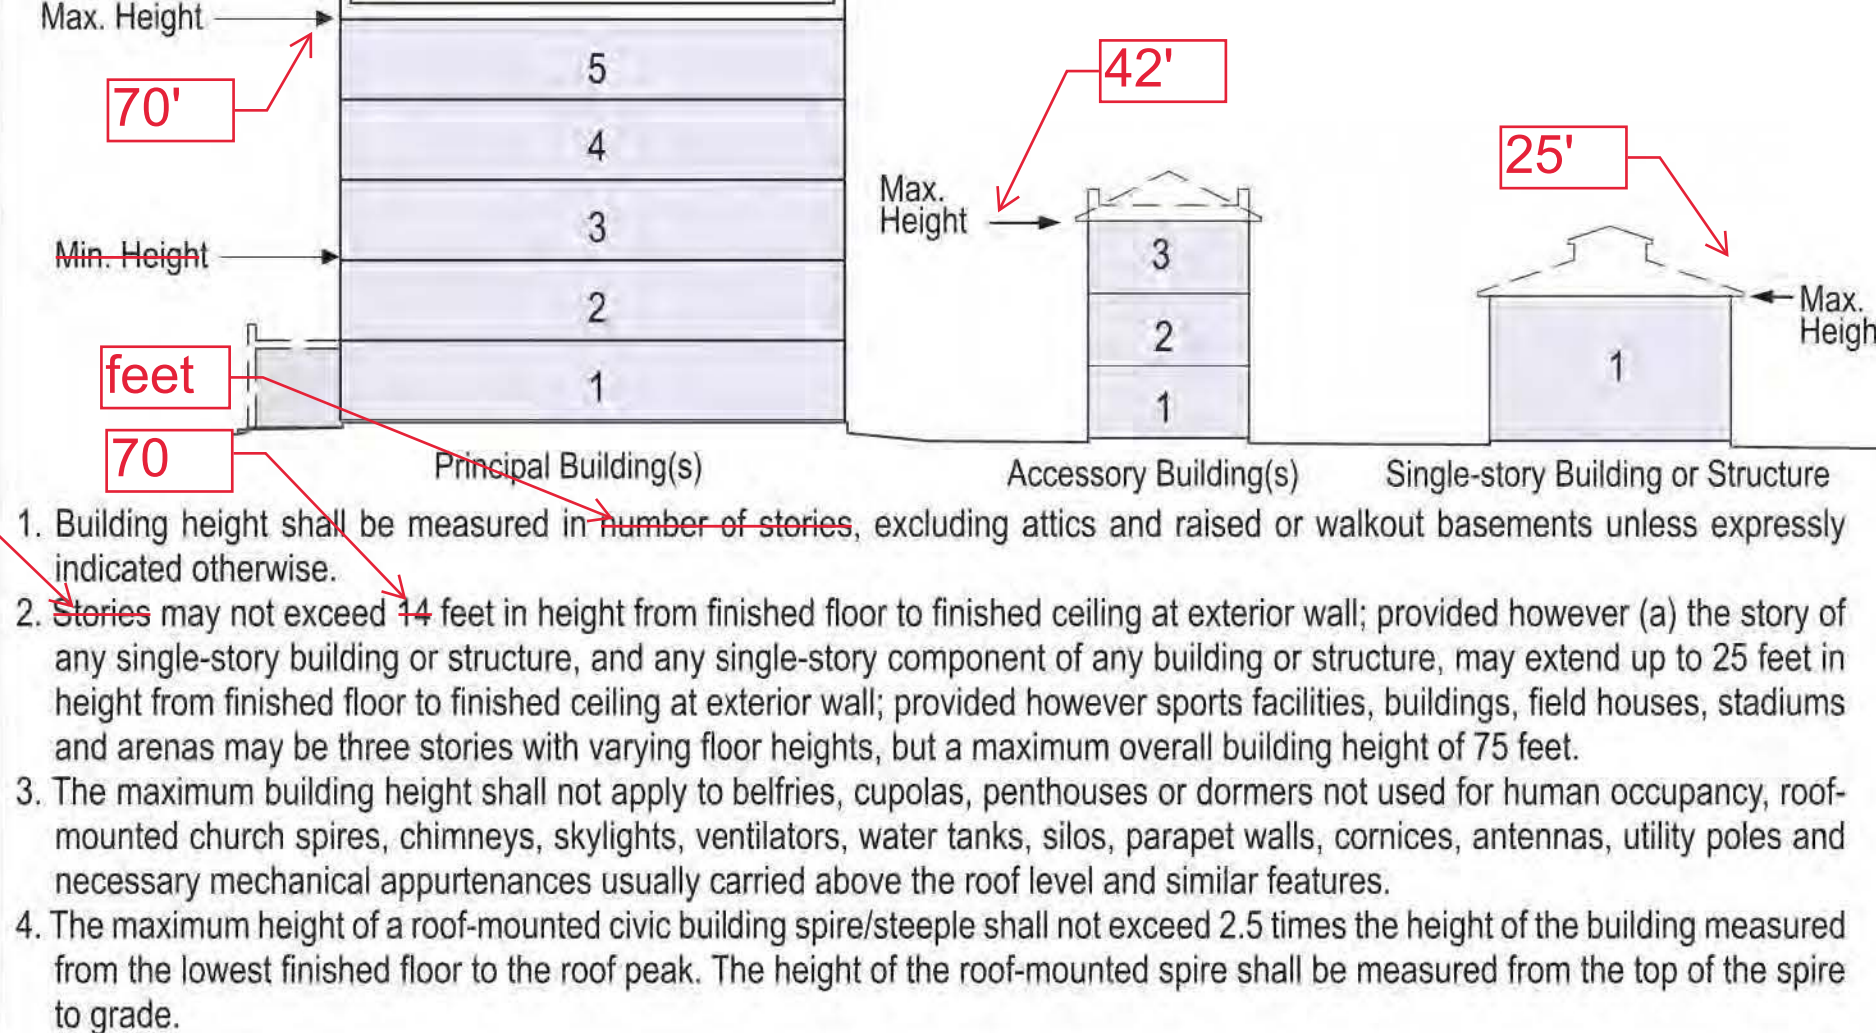 Max. Height
70'
5
4
3
2
1
Min. Height
feet
70
42'
Max.
Height
3
2
1
25'
Max.
Heigh
1
Principal Building(s)
Accessory Building(s)
Single-story Building or Structure
1. Building height shall be measured in number of stories, excluding attics and raised or walkout basements unless expressly
indicated otherwise.
2. Stories may not exceed 14 feet in height from finished floor to finished ceiling at exterior wall; provided however (a) the story of
any single-story building or structure, and any single-story component of any building or structure, may extend up to 25 feet in
height from finished floor to finished ceiling at exterior wall; provided however sports facilities, buildings, field houses, stadiums
and arenas may be three stories with varying floor heights, but a maximum overall building height of 75 feet.
3. The maximum building height shall not apply to belfries, cupolas, penthouses or dormers not used for human occupancy, roof-
mounted church spires, chimneys, skylights, ventilators, water tanks, silos, parapet walls, cornices, antennas, utility poles and
necessary mechanical appurtenances usually carried above the roof level and similar features.
4. The maximum height of a roof-mounted civic building spire/steeple shall not exceed 2.5 times the height of the building measured
from the lowest finished floor to the roof peak. The height of the roof-mounted spire shall be measured from the top of the spire
to grade.